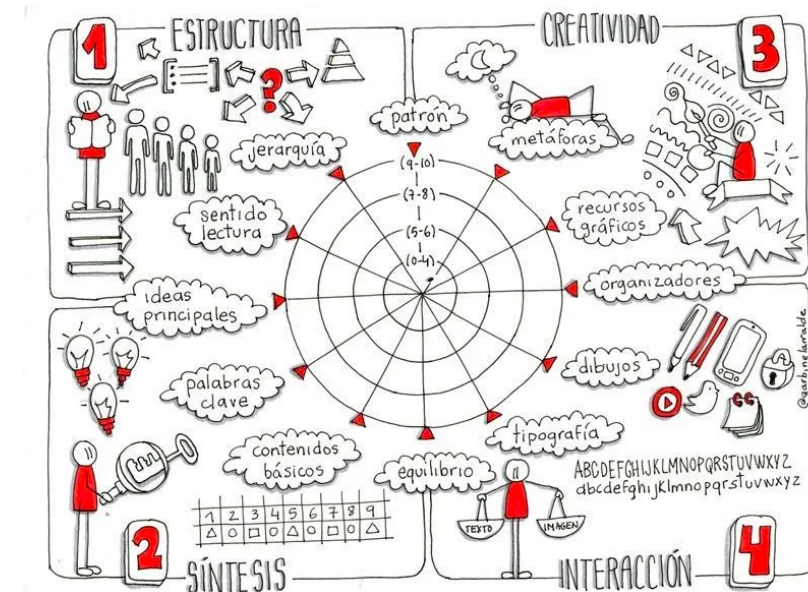 1
ESTRUCTURA
?
jerarquía
sentido
lectura
CREATIVIDAD
3
patrón
metáforas
recursos
gráficos
organizadores
(9-10)
(7-8)
(5-6)
(0-4)
ideas
principales
palabras
clave
contenidos
básicos
1 2 3 4 5 6 7 8 9
2
SÍNTESIS
dibujos
tipografía
equilibrio
ABCDEFGHIJKLMNOPQRSTUVWXYZ
abcdefghijklmnopqrstuvwxyz
TEXTO
IMAGEN
INTERACCIÓN
4
@garbinelarralde